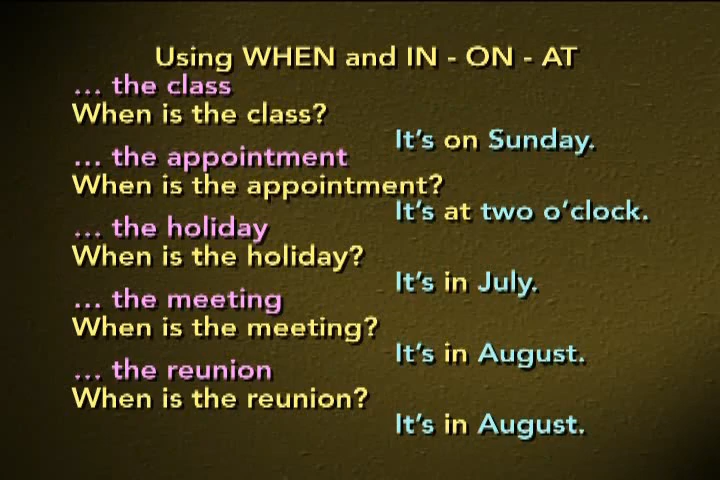 Using WHEN and IN - ON - AT
... the class
When is the class?
It's on Sunday.
... the appointment
When is the appointment?
It's at two o'clock.
... the holiday
When is the holiday?
It's in July.
... the meeting
When is the meeting?
It's in August.
... the reunion
When is the reunion?
It's in August.